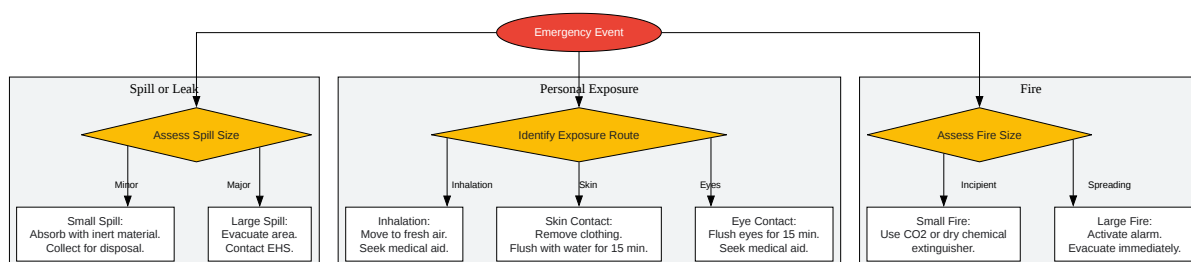 Emergency Event
Spill or Leak
Personal Exposure
Fire
Assess Spill Size
Identify Exposure Route
Assess Fire Size
Minor
Major
Inhalation
Skin
Eyes
Incipient
Spreading
Small Spill:
Absorb with inert material.
Collect for disposal.
Large Spill:
Evacuate area.
Contact EHS.
Inhalation:
Move to fresh air.
Seek medical aid.
Skin Contact:
Remove clothing.
Flush with water for 15 min.
Eye Contact:
Flush eyes for 15 min.
Seek medical aid.
Small Fire:
Use CO2 or dry chemical
extinguisher.
Large Fire:
Activate alarm.
Evacuate immediately.